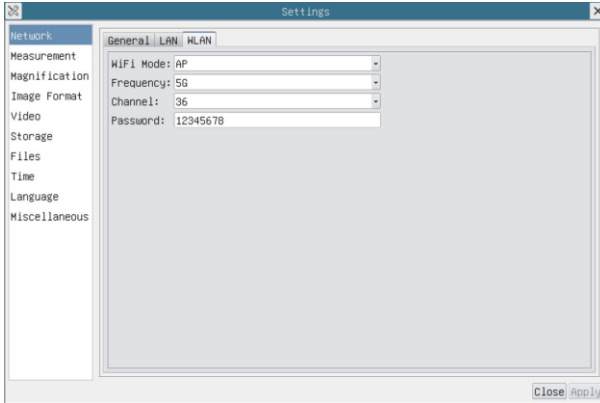 Settings
Network
Measurement
Magnification
Image Format
Video
Storage
Files
Time
Language
Miscellaneous
General LAN WLAN
WiFi Mode: AP
Frequency: 5G
Channel: 36
Password: 12345678
Close Apply